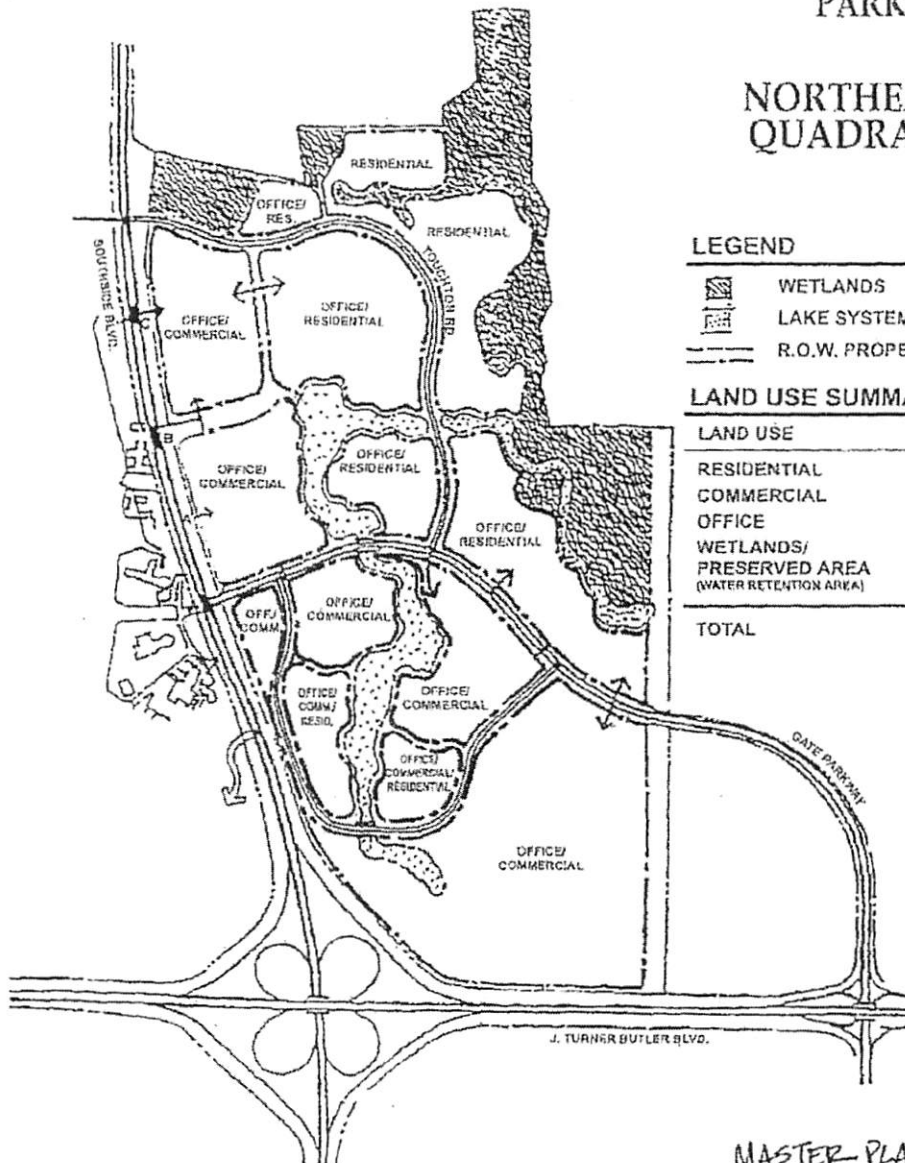 PARK
NORTHEA
QUADRA
LEGEND
WETLANDS
LAKE SYSTEM
R.O.W. PROPE
LAND USE SUMMA
LAND USE
RESIDENTIAL
COMMERCIAL
OFFICE
WETLANDS/
PRESERVED AREA
(WATER RETENTION AREA)
TOTAL
RESIDENTIAL
OFFICE/
RES.
RESIDENTIAL
TOUCHTON RD.
SOUTHSIDE BLVD.
OFFICE/
COMMERCIAL
OFFICE/
RESIDENTIAL
C
B
OFFICE/
COMMERCIAL
OFFICE/
RESIDENTIAL
OFFICE/
RESIDENTIAL
OFF./
COMM.
OFFICE/
COMMERCIAL
OFFICE/
COMM./
RESID.
OFFICE/
COMMERCIAL
OFFICE/
COMMERCIAL/
RESIDENTIAL
GATE PARKWAY
OFFICE/
COMMERCIAL
J. TURNER BUTLER BLVD.
MASTER PLA